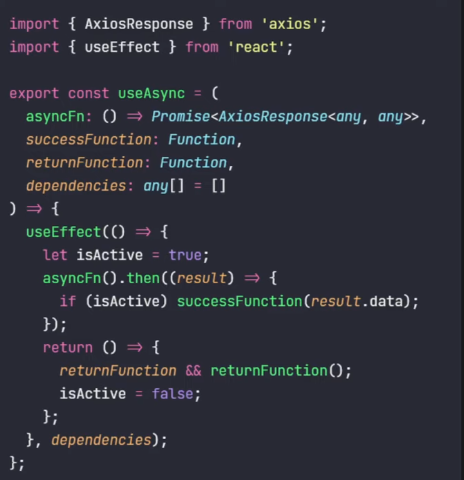 import { AxiosResponse } from 'axios';
import { useEffect } from 'react';

export const useAsync = (
  asyncFn: () => Promise<AxiosResponse<any, any>>,
  successFunction: Function,
  returnFunction: Function,
  dependencies: any[] = []
) => {
  useEffect(() => {
    let isActive = true;
    asyncFn().then((result) => {
      if (isActive) successFunction(result.data);
    });
    return () => {
      returnFunction && returnFunction();
      isActive = false;
    };
  }, dependencies);
};